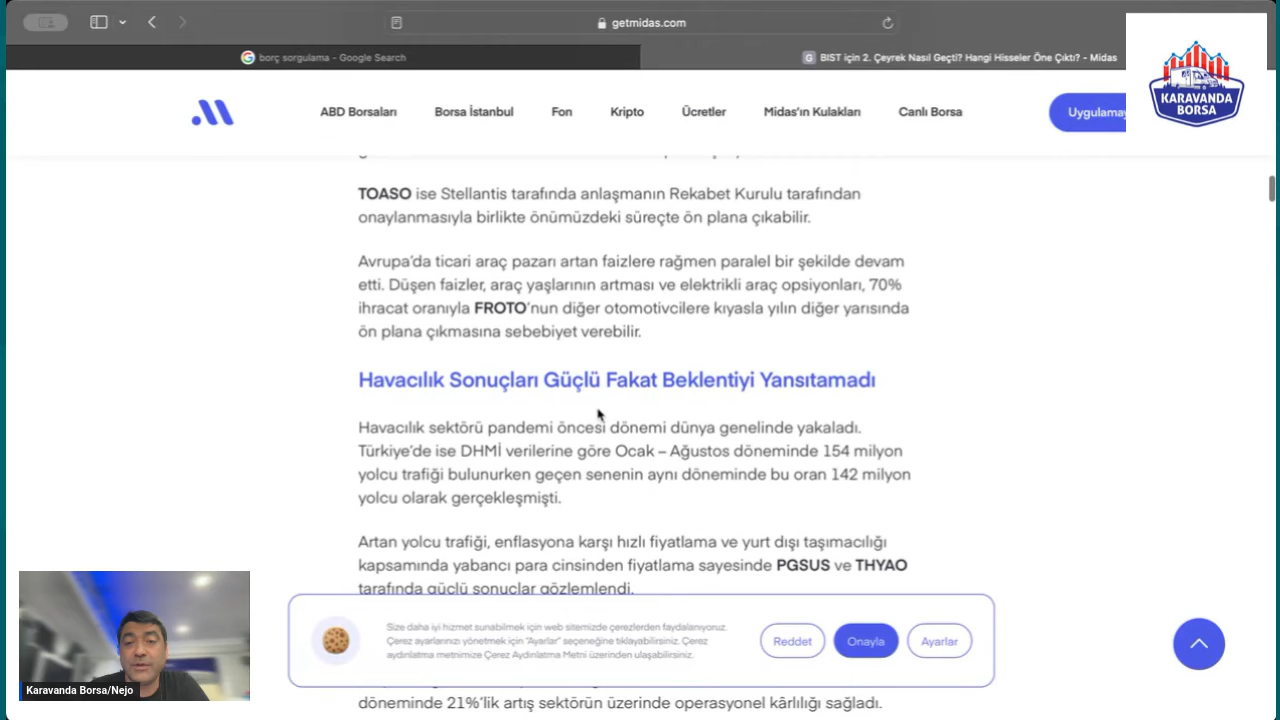 getmidas.com
borç sorgulama – Google Search
BIST için 2. Çeyrek Nasıl Geçti? Hangi Hisseler Öne Çıktı? - Midas
KARAVANDA
BORSA
ABD Borsaları
Borsa İstanbul
Fon
Kripto
Ücretler
Midas'ın Kulakları
Canlı Borsa
Uygulamay
TOASO ise Stellantis tarafında anlaşmanın Rekabet Kurulu tarafından
onaylanmasıyla birlikte önümüzdeki süreçte ön plana çıkabilir.
Avrupa'da ticari araç pazarı artan faizlere rağmen paralel bir şekilde devam
etti. Düşen faizler, araç yaşlarının artması ve elektrikli araç opsiyonları, 70%
ihracat oranıyla FROTO'nun diğer otomotivcilere kıyasla yılın diğer yarısında
ön plana çıkmasına sebebiyet verebilir.
Havacılık Sonuçları Güçlü Fakat Beklentiyi Yansıtamadı
Havacılık sektörü pandemi öncesi dönemi dünya genelinde yakaladı.
Türkiye'de ise DHMİ verilerine göre Ocak – Ağustos döneminde 154 milyon
yolcu trafiği bulunurken geçen senenin aynı döneminde bu oran 142 milyon
yolcu olarak gerçekleşmişti.
Artan yolcu trafiği, enflasyona karşı hızlı fiyatlama ve yurt dışı taşımacılığı
kapsamında yabancı para cinsinden fiyatlama sayesinde PGSUS ve THYAO
tarafında güçlü sonuçlar gözlemlendi.
Size daha iyi hizmet sunabilmek için web sitemizde çerezlerden faydalanıyoruz.
Çerez ayarlarınızı yönetmek için "Ayarlar" seçeneğine tıklayabilirsiniz. Çerez
aydınlatma metnimize Çerez Aydınlatma Metni üzerinden ulaşabilirsiniz.
Reddet
Onayla
Ayarlar
döneminde 21%'lik artış sektörün üzerinde operasyonel kârlılığı sağladı.
Karavanda Borsa/Nejo